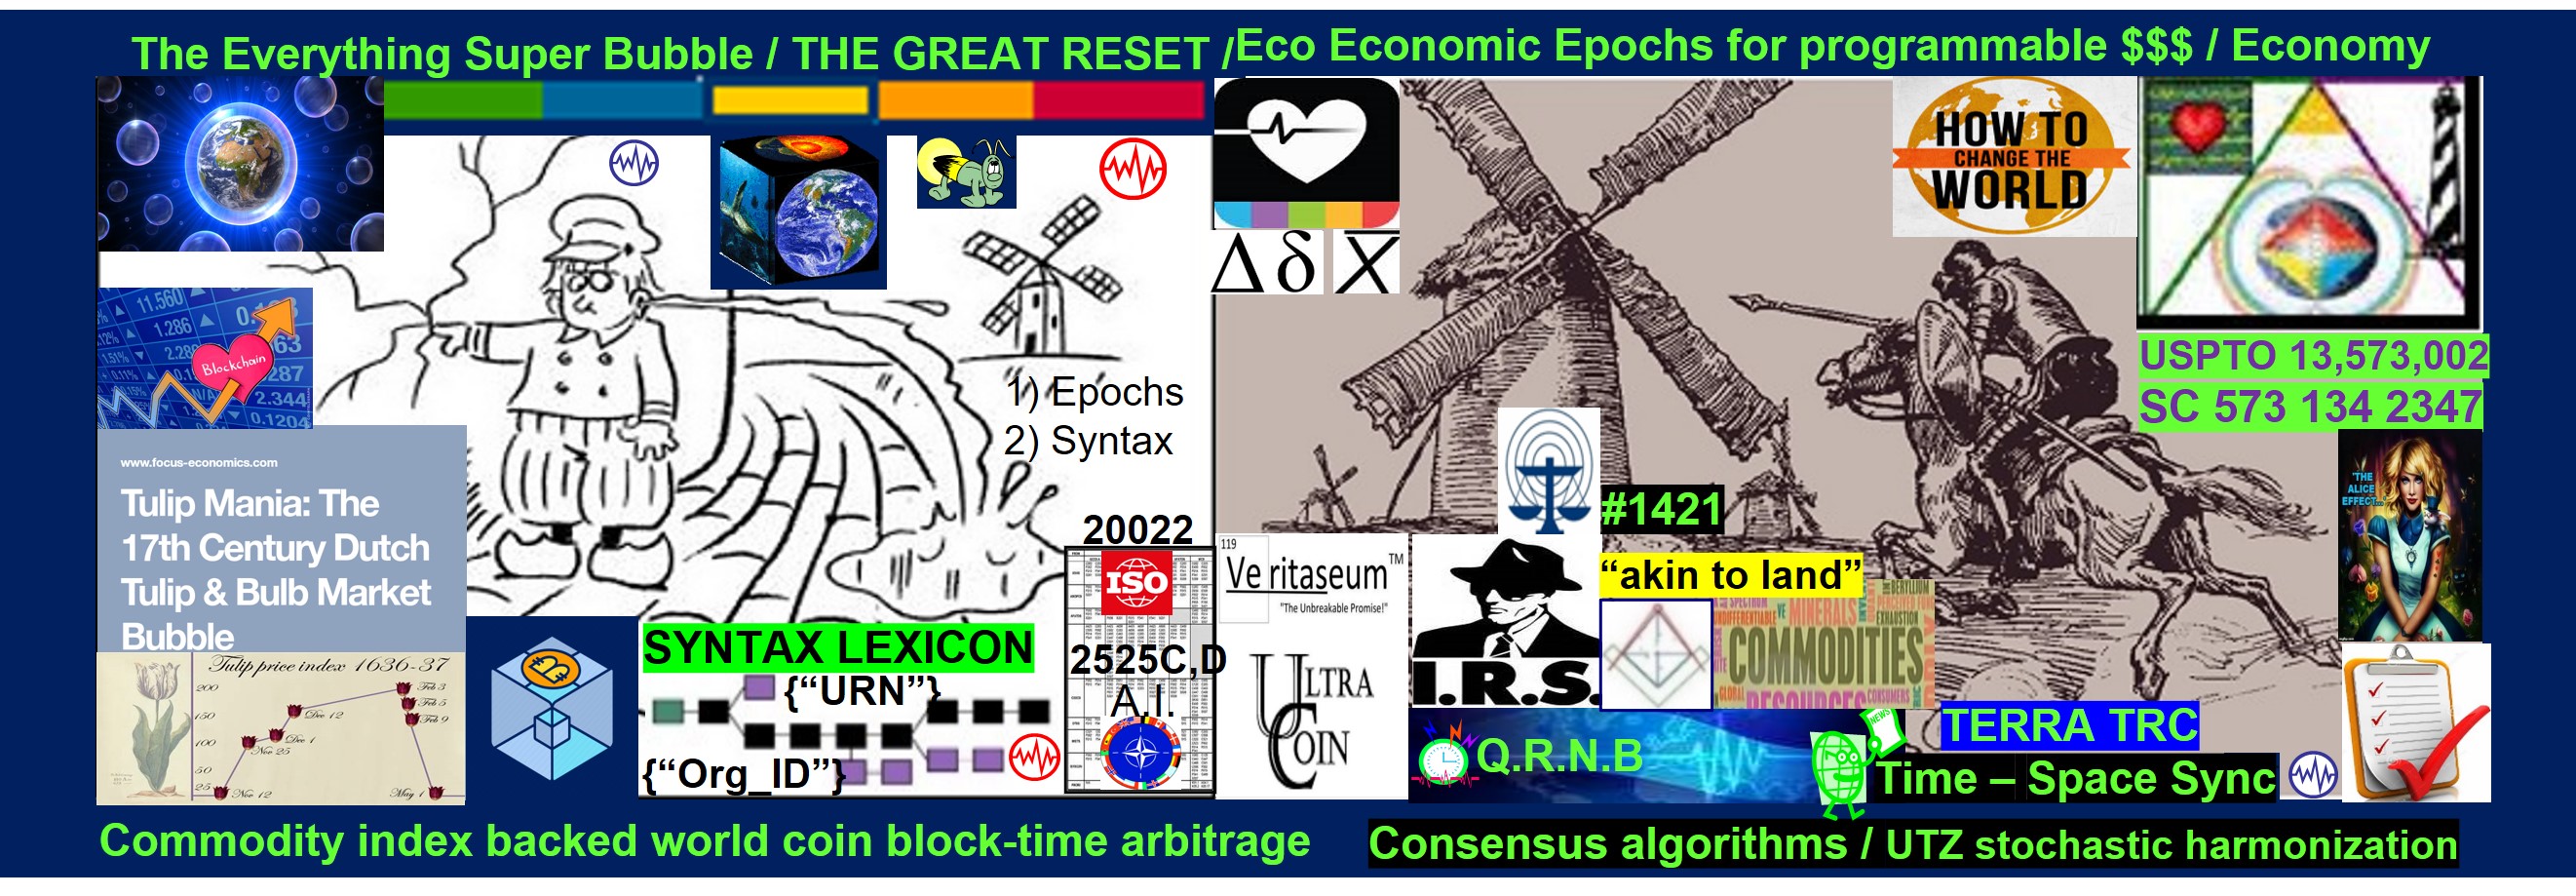 The Everything Super Bubble / THE GREAT RESET /
Eco Economic Epochs for programmable $$$ / Economy
HOW TO
CHANGE THE
WORLD
Δ δ X̅
11.560
1.286
2.344
0.1204
Blockchain
USPTO 13,573,002
SC 573 134 2347
1) Epochs
2) Syntax
www.focus-economics.com
Tulip Mania: The
17th Century Dutch
Tulip & Bulb Market
Bubble
"THE
ALICE
EFFECT..."
#1421
20022
ISO
119
Veritaseum™
"The Unbreakable Promise!"
"akin to land"
I.R.S.
MINERALS
EXHAUSTION
COMMODITIES
GLOBAL
RESOURCES
CONSUMERS
SYNTAX LEXICON
{"URN"}
{"Org_ID"}
2525C,D
A.I.
ULTRA
COIN
Tulip price index 1636-37
200
150
100
50
25
Nov 12
Nov 25
Dec 1
Dec 12
Feb 3
Feb 5
Feb 9
May 1
Q.R.N.B
NEWS
TERRA TRC
Time – Space Sync
Commodity index backed world coin block-time arbitrage
Consensus algorithms / UTZ stochastic harmonization